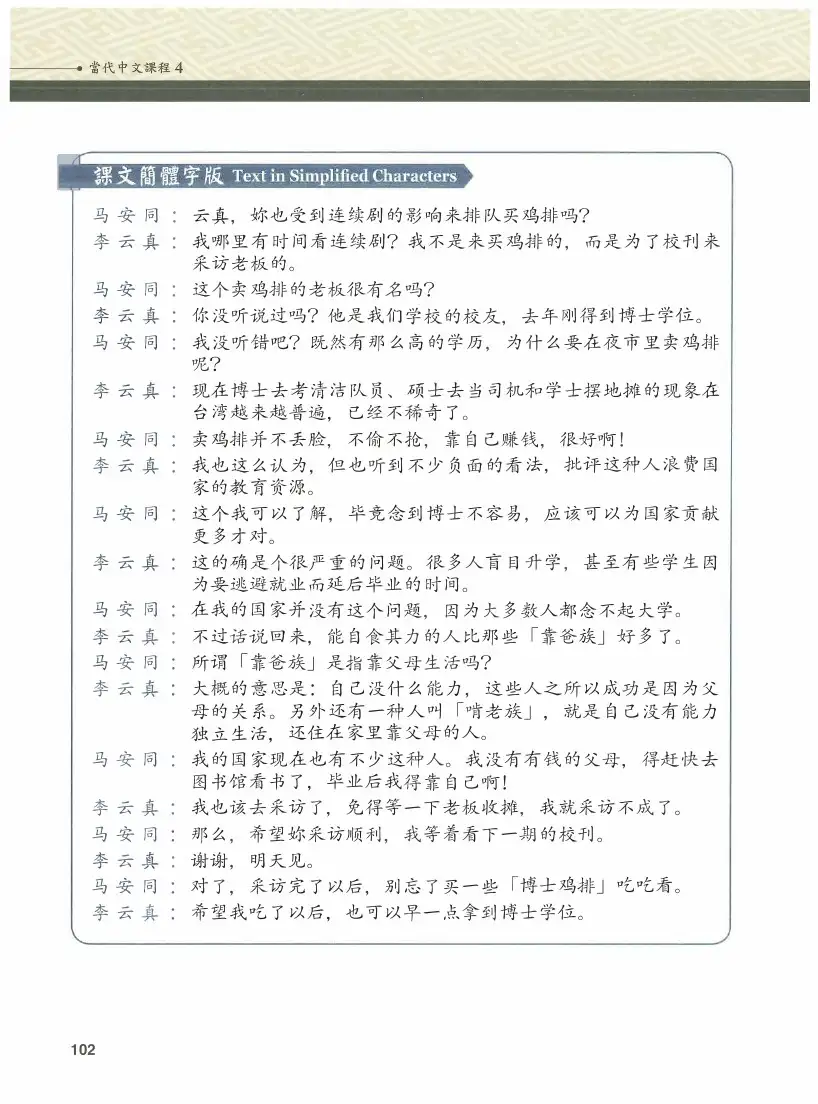 當代中文課程 4
課文簡體字版 Text in Simplified Characters
马安同：云真，妳也受到连续剧的影响来排队买鸡排吗？
李云真：我哪里有时间看连续剧？我不是来买鸡排的，而是为了校刊来
采访老板的。
马安同：这个卖鸡排的老板很有名吗？
李云真：你没听说过吗？他是我们学校的校友，去年刚得到博士学位。
马安同：我没听错吧？既然有那么高的学历，为什么要在夜市里卖鸡排
呢？
李云真：现在博士去考清洁队员、硕士去当司机和学士摆地摊的现象在
台湾越来越普遍，已经不稀奇了。
马安同：卖鸡排并不丢脸，不偷不抢，靠自己赚钱，很好啊！
李云真：我也这么认为，但也听到不少负面的看法，批评这种人浪费国
家的教育资源。
马安同：这个我可以了解，毕竟念到博士不容易，应该可以为国家贡献
更多才对。
李云真：这的确是个很严重的问题。很多人盲目升学，甚至有些学生因
为要逃避就业而延后毕业的时间。
马安同：在我的国家并没有这个问题，因为大多数人都念不起大学。
李云真：不过话说回来，能自食其力的人比那些「靠爸族」好多了。
马安同：所谓「靠爸族」是指靠父母生活吗？
李云真：大概的意思是：自己没什么能力，这些人之所以成功是因为父
母的关系。另外还有一种人叫「啃老族」，就是自己没有能力
独立生活，还住在家里靠父母的人。
马安同：我的国家现在也有不少这种人。我没有有钱的父母，得赶快去
图书馆看书了，毕业后我得靠自己啊！
李云真：我也该去采访了，免得等一下老板收摊，我就采访不成了。
马安同：那么，希望妳采访顺利，我等着看下一期的校刊。
李云真：谢谢，明天见。
马安同：对了，采访完了以后，别忘了买一些「博士鸡排」吃吃看。
李云真：希望我吃了以后，也可以早一点拿到博士学位。
102